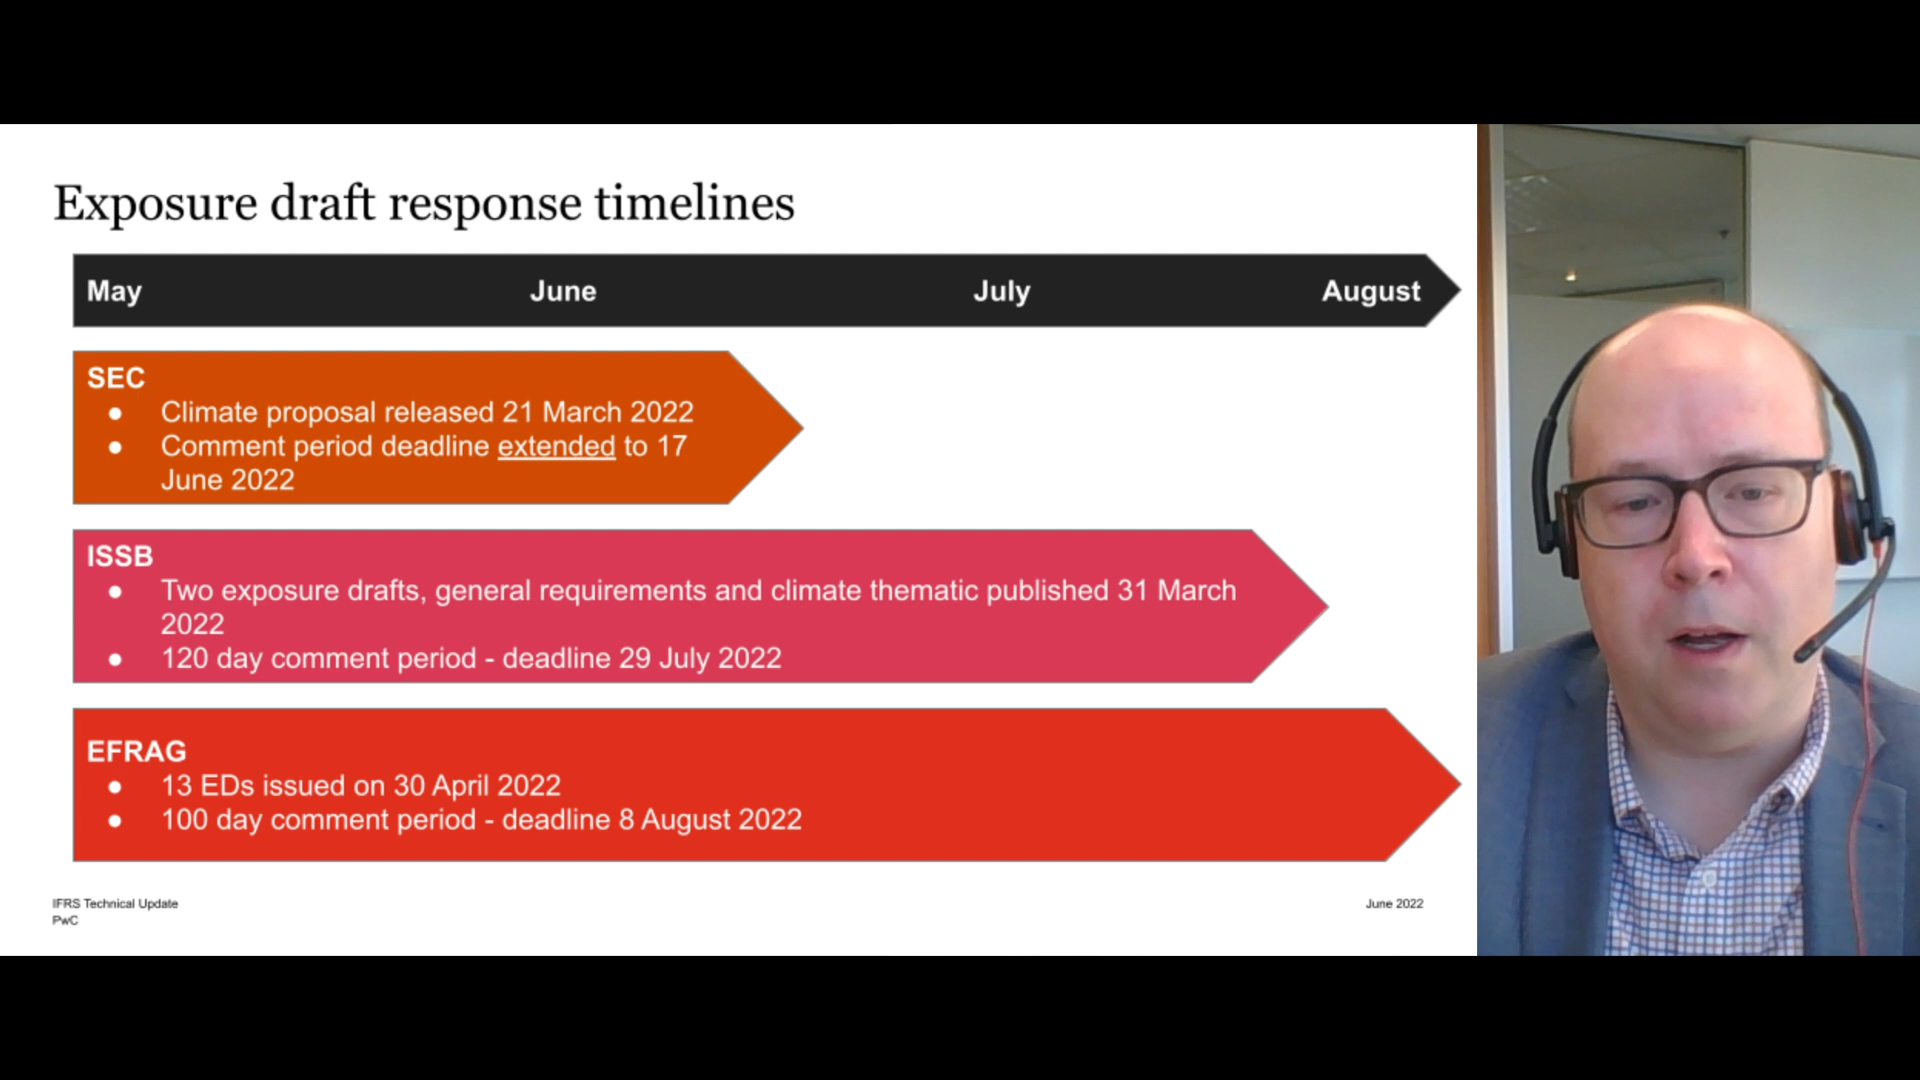 Exposure draft response timelines
May June July August
SEC
● Climate proposal released 21 March 2022
● Comment period deadline extended to 17
June 2022
ISSB
● Two exposure drafts, general requirements and climate thematic published 31 March
2022
● 120 day comment period - deadline 29 July 2022
EFRAG
● 13 EDs issued on 30 April 2022
● 100 day comment period - deadline 8 August 2022
IFRS Technical Update
PwC
June 2022